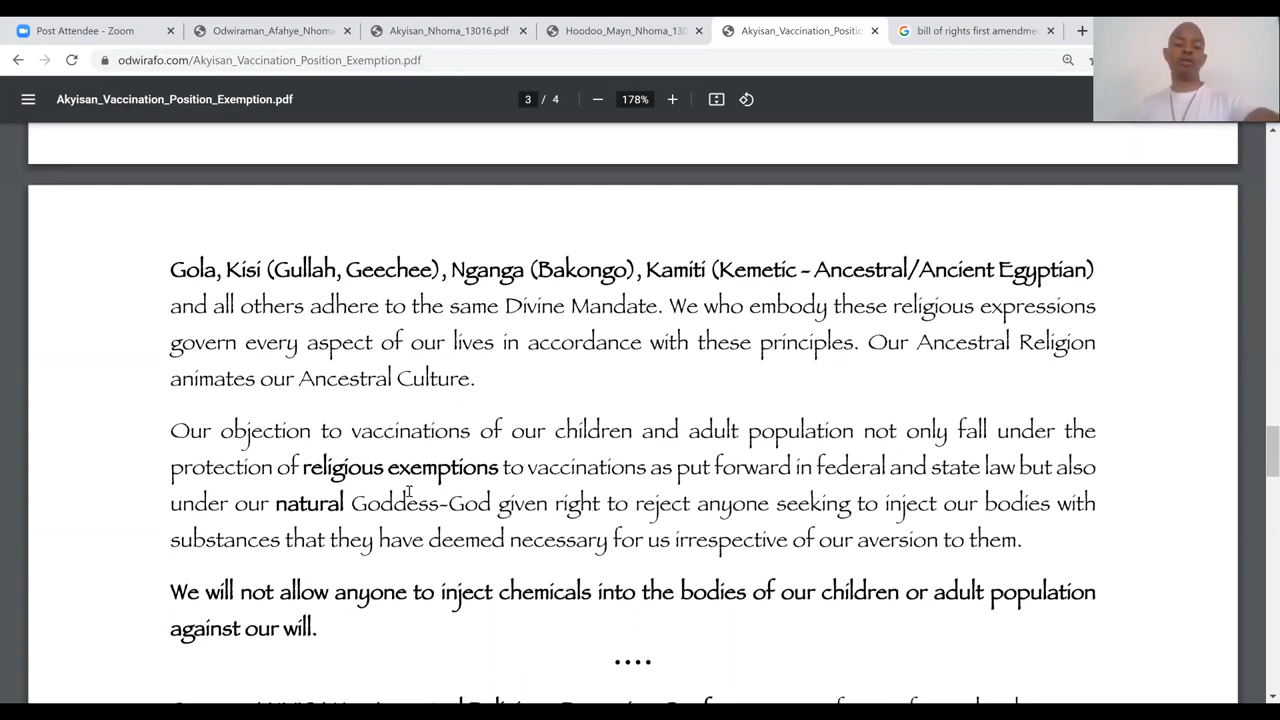 Post Attendee - Zoom
Odwiraman_Afahye_Nhoma
Akyisan_Nhoma_13016.pdf
Hoodoo_Mayn_Nhoma_130
Akyisan_Vaccination_Positio
bill of rights first amendme
odwirafo.com/Akyisan_Vaccination_Position_Exemption.pdf
Akyisan_Vaccination_Position_Exemption.pdf
3 / 4
178%
Gola, Kisi (Gullah, Geechee), Nganga (Bakongo), Kamiti (Kemetic - Ancestral/Ancient Egyptian)
and all others adhere to the same Divine Mandate. We who embody these religious expressions
govern every aspect of our lives in accordance with these principles. Our Ancestral Religion
animates our Ancestral Culture.
Our objection to vaccinations of our children and adult population not only fall under the
protection of religious exemptions to vaccinations as put forward in federal and state law but also
under our natural Goddess-God given right to reject anyone seeking to inject our bodies with
substances that they have deemed necessary for us irrespective of our aversion to them.
We will not allow anyone to inject chemicals into the bodies of our children or adult population
against our will.
••••